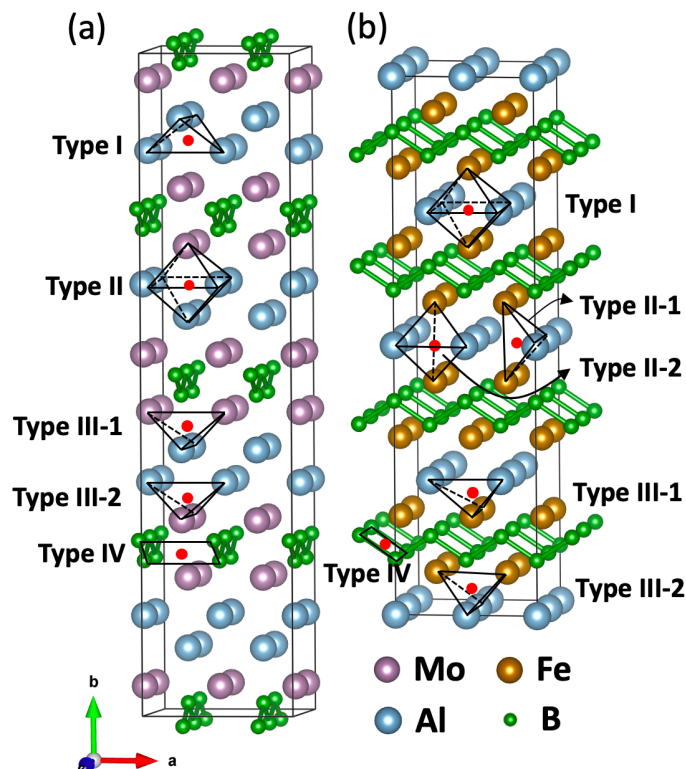 (a)
(b)
Type I
Type II
Type III-1
Type III-2
Type IV
Type I
Type II-1
Type II-2
Type III-1
Type IV
Type III-2
Mo
Fe
Al
B
b
a